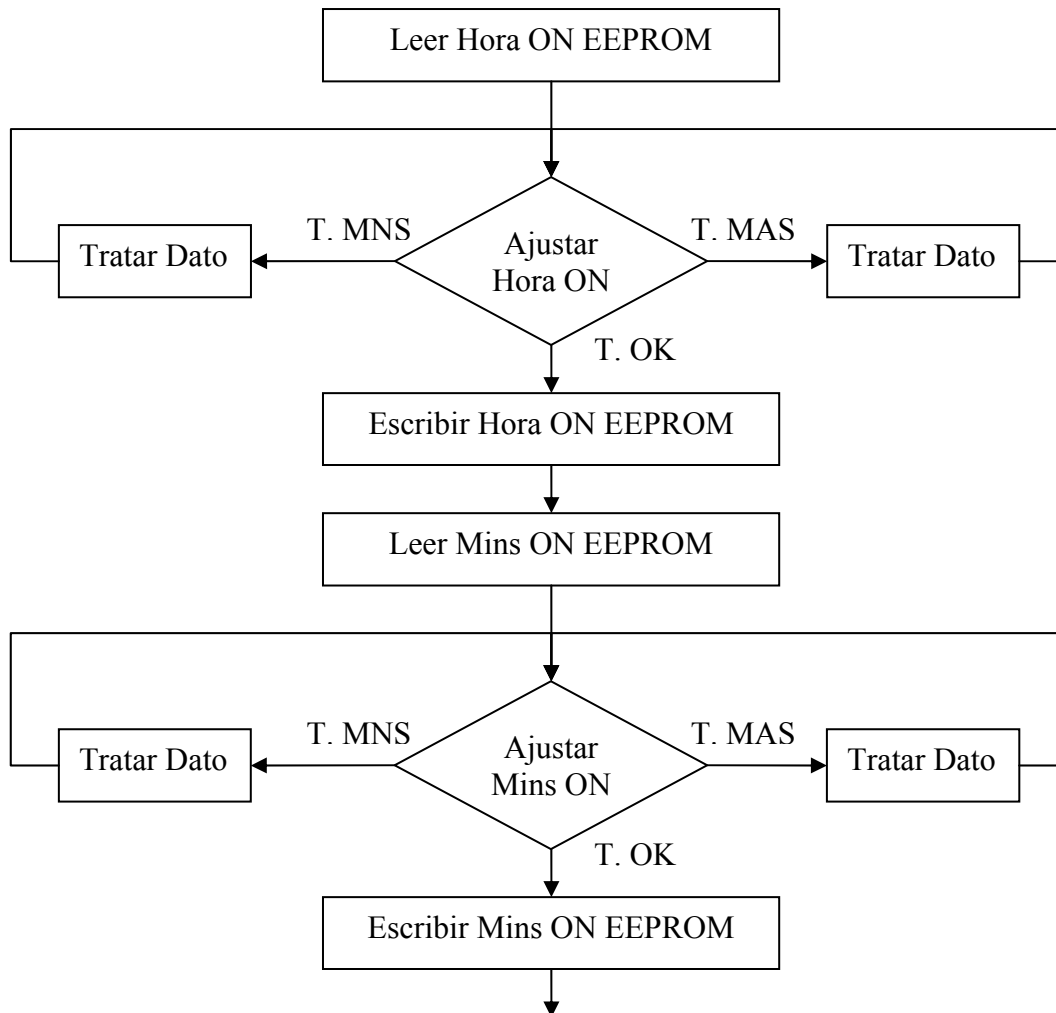 Leer Hora ON EEPROM
T. MNS
T. MAS
Tratar Dato
Ajustar
Hora ON
Tratar Dato
T. OK
Escribir Hora ON EEPROM
Leer Mins ON EEPROM
T. MNS
T. MAS
Tratar Dato
Ajustar
Mins ON
Tratar Dato
T. OK
Escribir Mins ON EEPROM